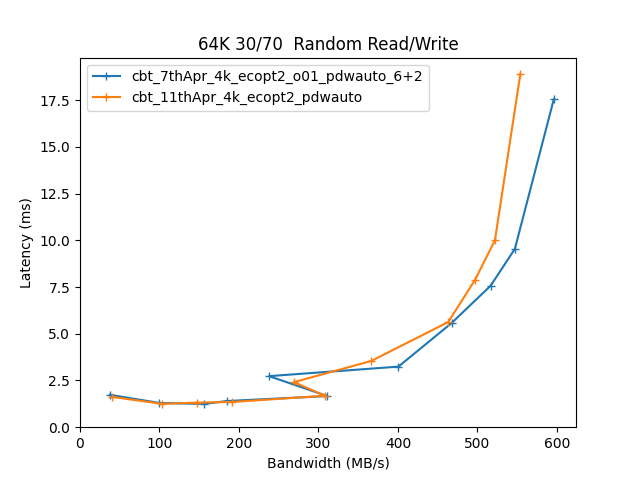 64K 30/70  Random Read/Write
cbt_7thApr_4k_ecopt2_o01_pdwauto_6+2
cbt_11thApr_4k_ecopt2_pdwauto
Latency (ms)
17.5
15.0
12.5
10.0
7.5
5.0
2.5
0.0
0 100 200 300 400 500 600
Bandwidth (MB/s)